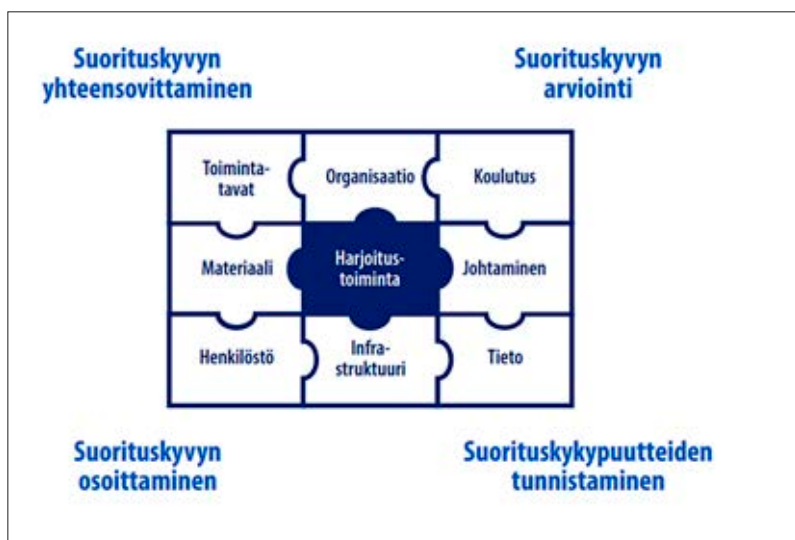 Suorituskyvyn
yhteensovittaminen
Suorituskyvyn
arviointi
Toiminta-
tavat
Organisaatio
Koulutus
Materiaali
Harjoitus-
toiminta
Johtaminen
Henkilöstö
Infra-
struktuuri
Tieto
Suorituskyvyn
osoittaminen
Suorituskykypuutteiden
tunnistaminen